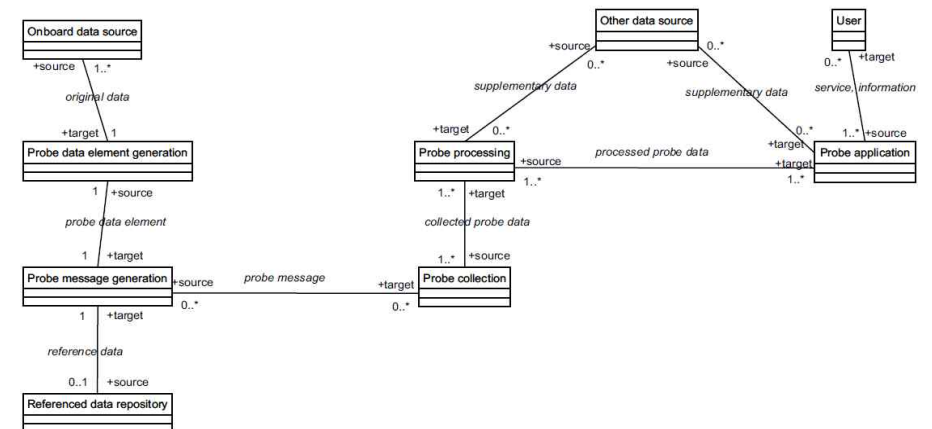 Onboard data source
+source 1..*
original data
+target 1
Probe data element generation
1 +source
probe data element
1 +target
Probe message generation
+source
0..*
probe message
+target
0..*
1 +target
reference data
0..1 +source
Referenced data repository
Other data source
+source
0..*
supplementary data
+target 0..*
0..*
+source
supplementary data
0..*
+target
User
0..* +target
service, information
1..* +source
Probe processing
+source
1..*
processed probe data
+target
1..*
Probe application
1..* +target
collected probe data
1..* +source
Probe collection